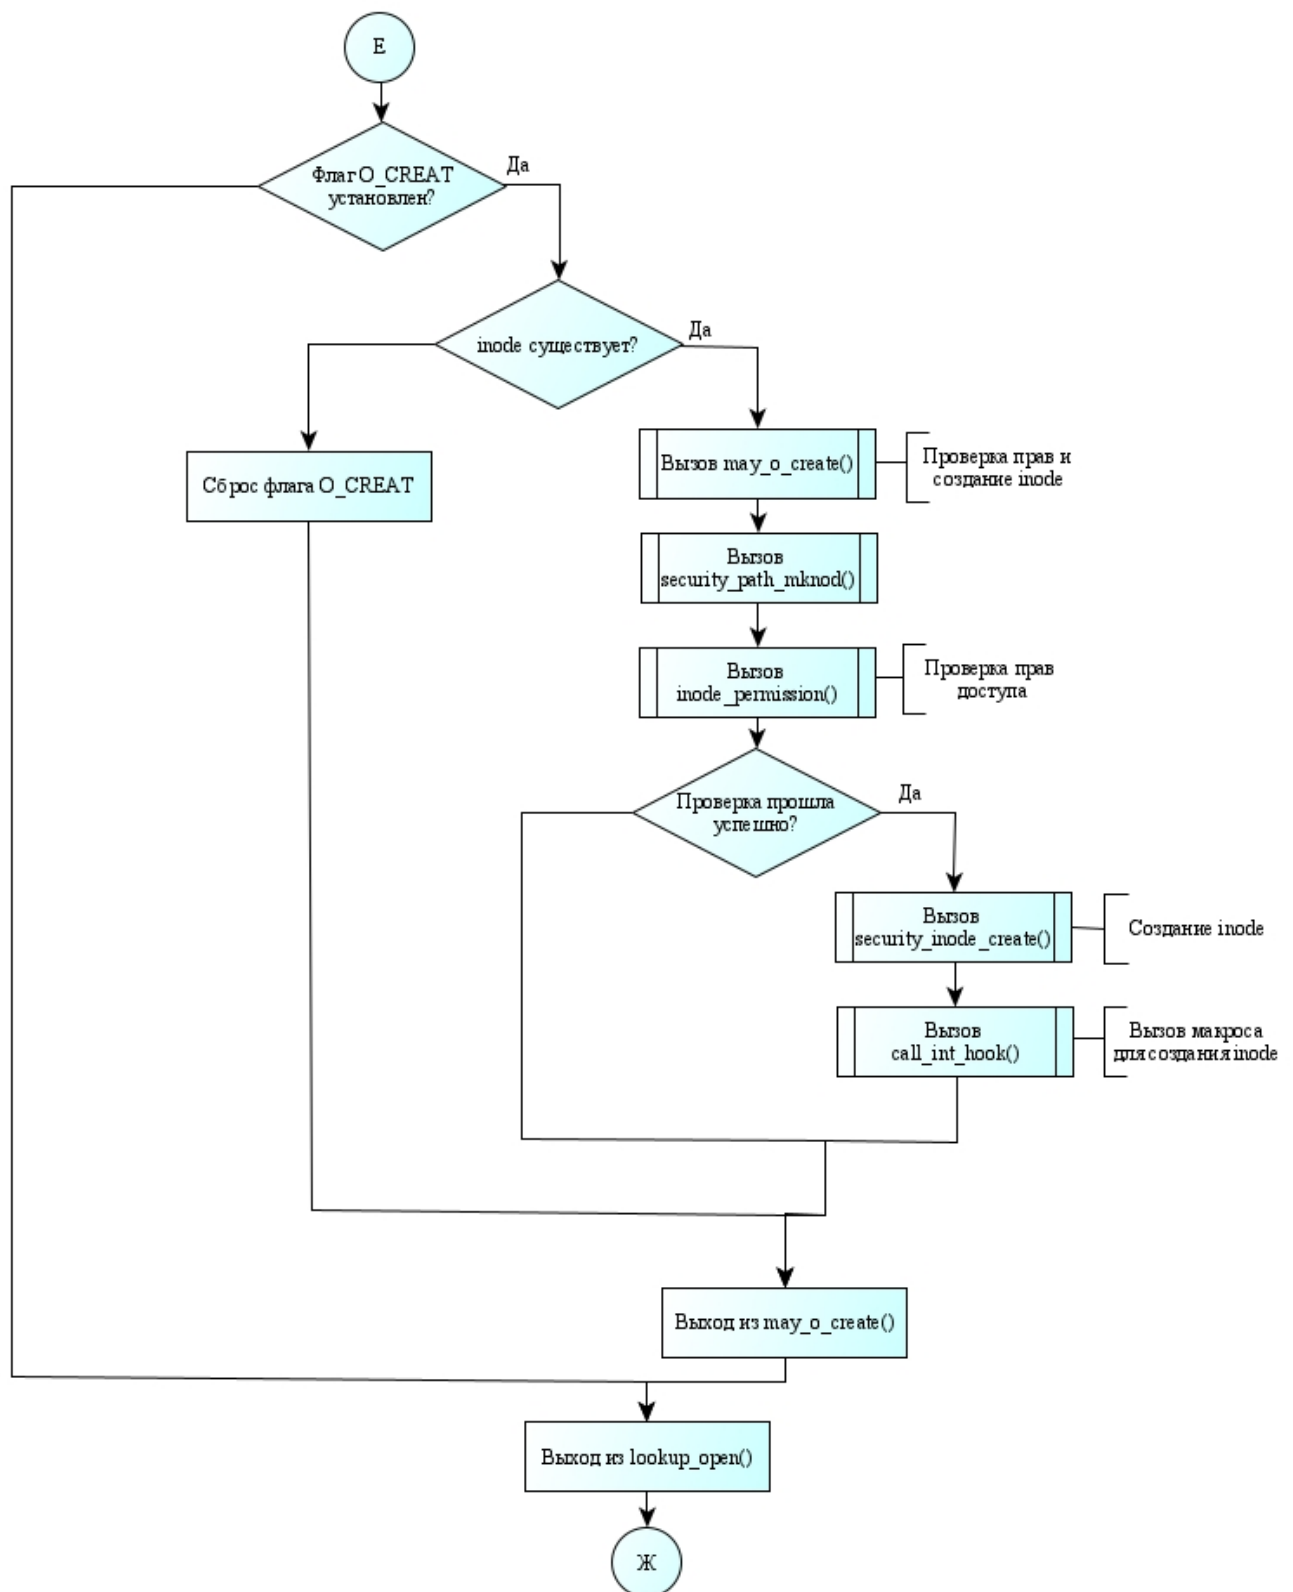 Е
Флаг O_CREAT
установлен?
Да
inode существует?
Да
Сброс флага O_CREAT
Вызов may_o_create()
Проверка прав и
создание inode
Вызов
security_path_mknod()
Вызов
inode_permission()
Проверка прав
доступа
Проверка прошла
успешно?
Да
Вызов
security_inode_create()
Создание inode
Вызов
call_int_hook()
Вызов макроса
для создания inode
Выход из may_o_create()
Выход из lookup_open()
Ж